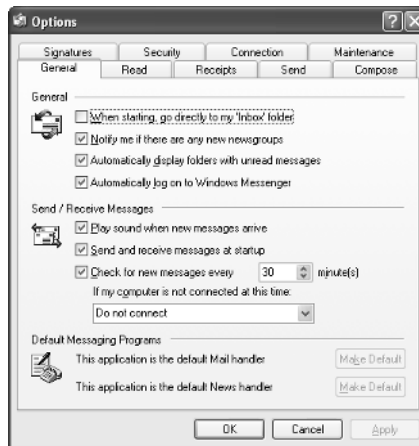 Options
Signatures Security Connection Maintenance
General Read Receipts Send Compose
General
When starting, go directly to my 'Inbox' folder
Notify me if there are any new newsgroups
Automatically display folders with unread messages
Automatically log on to Windows Messenger
Send / Receive Messages
Play sound when new messages arrive
Send and receive messages at startup
Check for new messages every 30 minute(s)
If my computer is not connected at this time:
Do not connect
Default Messaging Programs
This application is the default Mail handler Make Default
This application is the default News handler Make Default
OK Cancel Apply